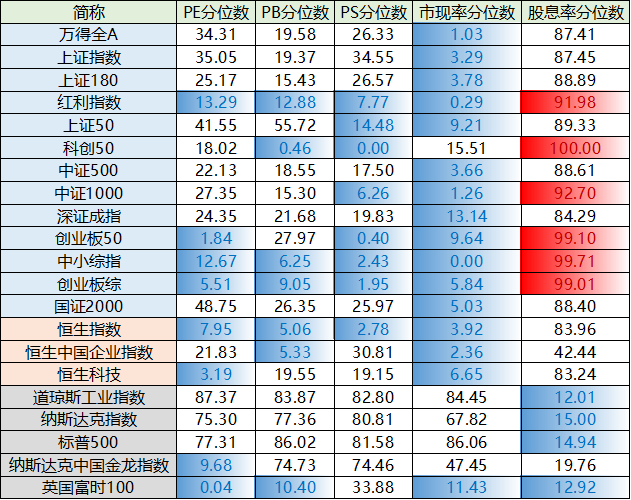 简称 PE分位数 PB分位数 PS分位数 市现率分位数 股息率分位数
万得全A 34.31 19.58 26.33 1.03 87.41
上证指数 35.05 19.37 34.55 3.29 87.45
上证180 25.17 15.43 26.57 3.78 88.89
红利指数 13.29 12.88 7.77 0.29 91.98
上证50 41.55 55.72 14.48 9.21 89.33
科创50 18.02 0.46 0.00 15.51 100.00
中证500 22.13 18.55 17.50 3.66 88.61
中证1000 27.35 15.30 6.26 1.26 92.70
深证成指 24.35 21.68 19.83 13.14 84.29
创业板50 1.84 27.97 0.40 9.64 99.10
中小综指 12.67 6.25 2.43 0.00 99.71
创业板综 5.51 9.05 1.95 5.84 99.01
国证2000 48.75 26.35 25.97 5.03 88.40
恒生指数 7.95 5.06 2.78 3.92 83.96
恒生中国企业指数 21.83 5.33 30.81 2.36 42.44
恒生科技 3.19 19.55 19.15 6.65 83.24
道琼斯工业指数 87.37 83.87 82.80 84.45 12.01
纳斯达克指数 75.30 77.36 80.81 67.82 15.00
标普500 77.31 86.02 81.58 86.06 14.94
纳斯达克中国金龙指数 9.68 74.73 74.46 47.45 19.76
英国富时100 0.04 10.40 33.88 11.43 12.92